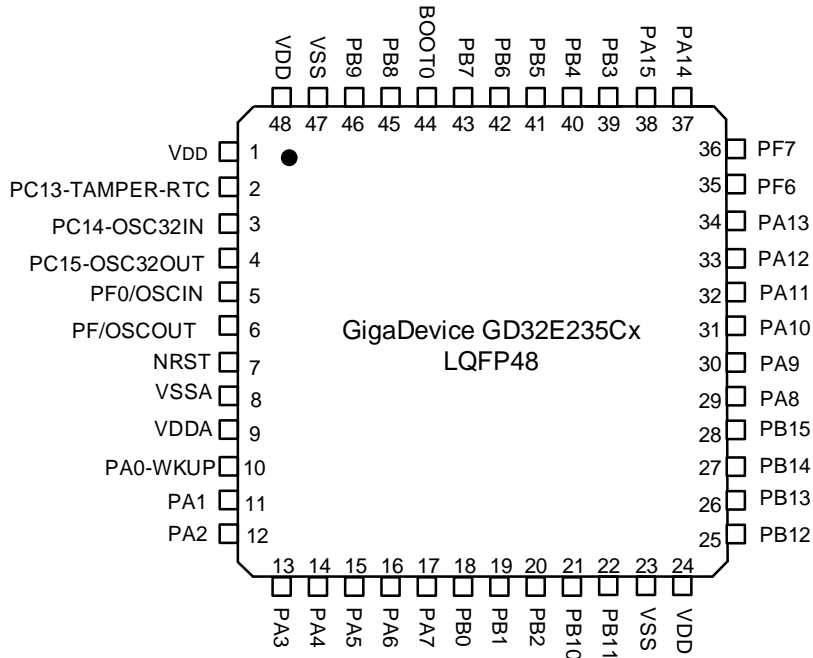 VDD VSS PB9 PB8 BOOT0 PB7 PB6 PB5 PB4 PB3 PA15 PA14
48 47 46 45 44 43 42 41 40 39 38 37
VDD 1
PC13-TAMPER-RTC 2
PC14-OSC32IN 3
PC15-OSC32OUT 4
PF0/OSCIN 5
PF/OSCOUT 6
NRST 7
VSSA 8
VDDA 9
PA0-WKUP 10
PA1 11
PA2 12
GigaDevice GD32E235Cx
LQFP48
36 PF7
35 PF6
34 PA13
33 PA12
32 PA11
31 PA10
30 PA9
29 PA8
28 PB15
27 PB14
26 PB13
25 PB12
13 14 15 16 17 18 19 20 21 22 23 24
PA3 PA4 PA5 PA6 PA7 PB0 PB1 PB2 PB10 PB11 VSS VDD